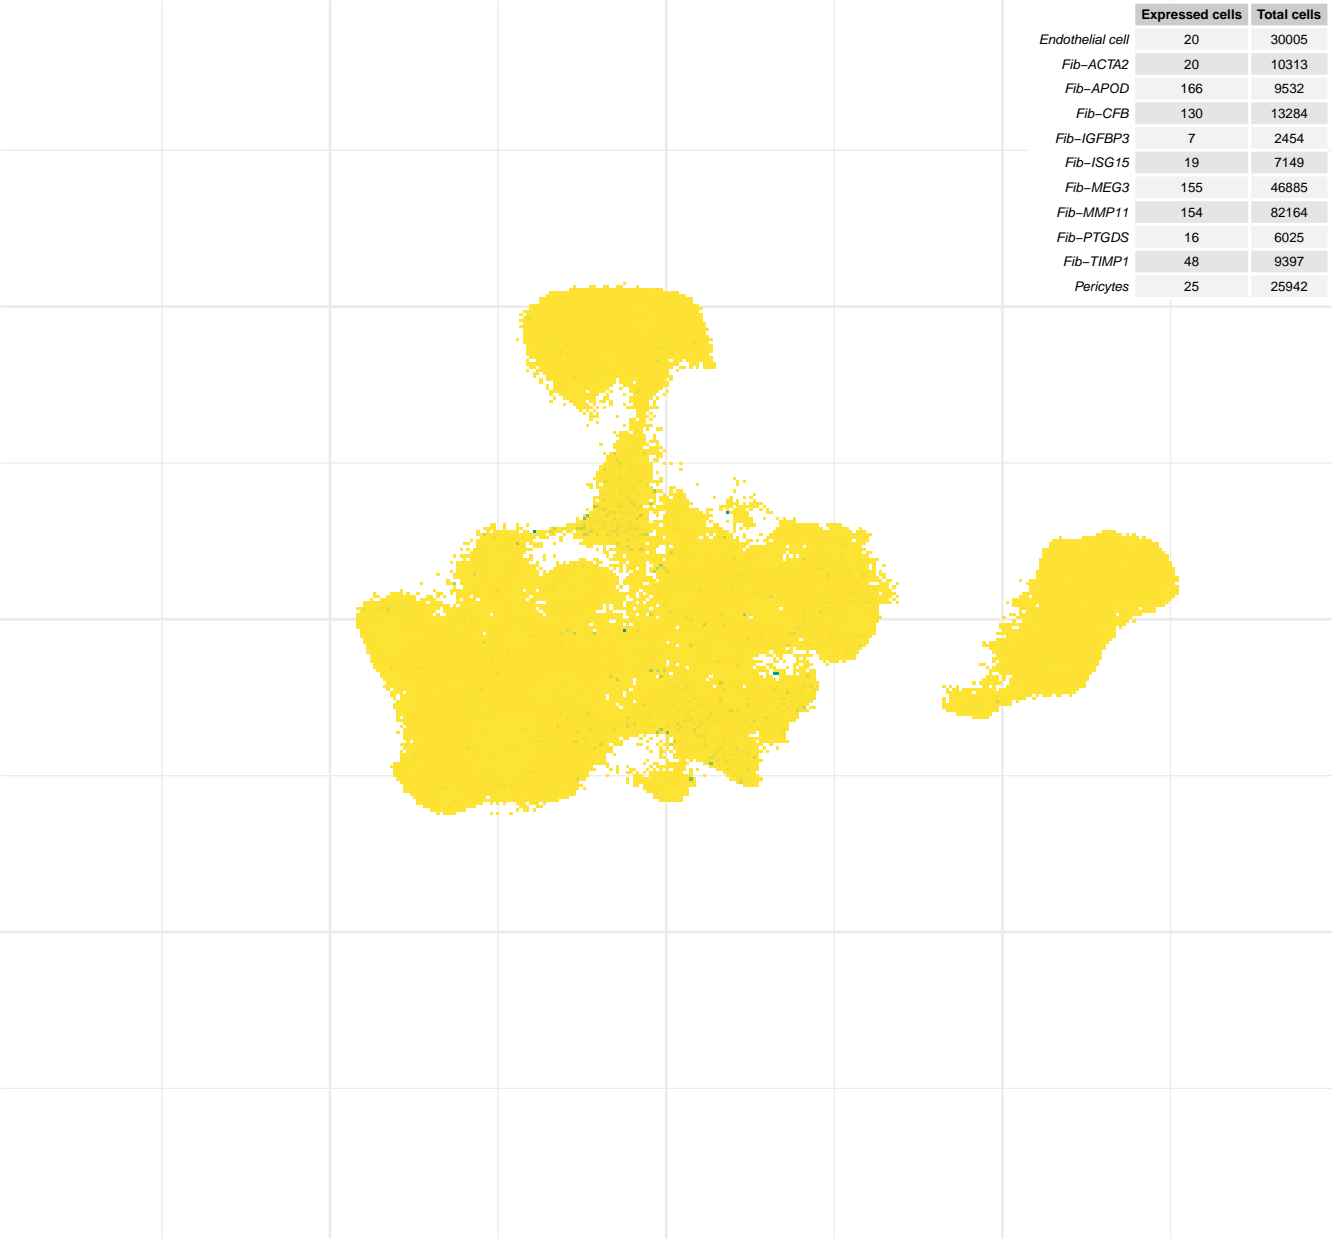 Expressed cells Total cells
Endothelial cell 20 30005
Fib−ACTA2 20 10313
Fib−APOD 166 9532
Fib−CFB 130 13284
Fib−IGFBP3 7 2454
Fib−ISG15 19 7149
Fib−MEG3 155 46885
Fib−MMP11 154 82164
Fib−PTGDS 16 6025
Fib−TIMP1 48 9397
Pericytes 25 25942